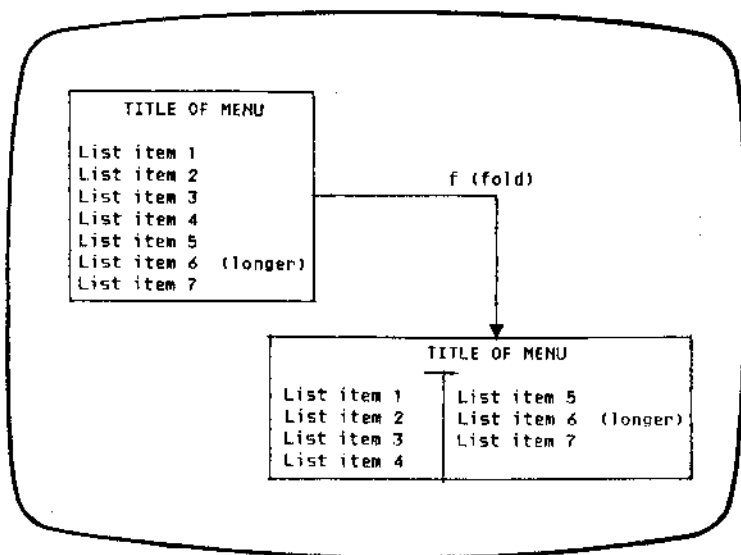 TITLE OF MENU
List item 1
List item 2
List item 3
List item 4
List item 5
List item 6 (longer)
List item 7
f (fold)
TITLE OF MENU
List item 1
List item 2
List item 3
List item 4
List item 5
List item 6 (longer)
List item 7